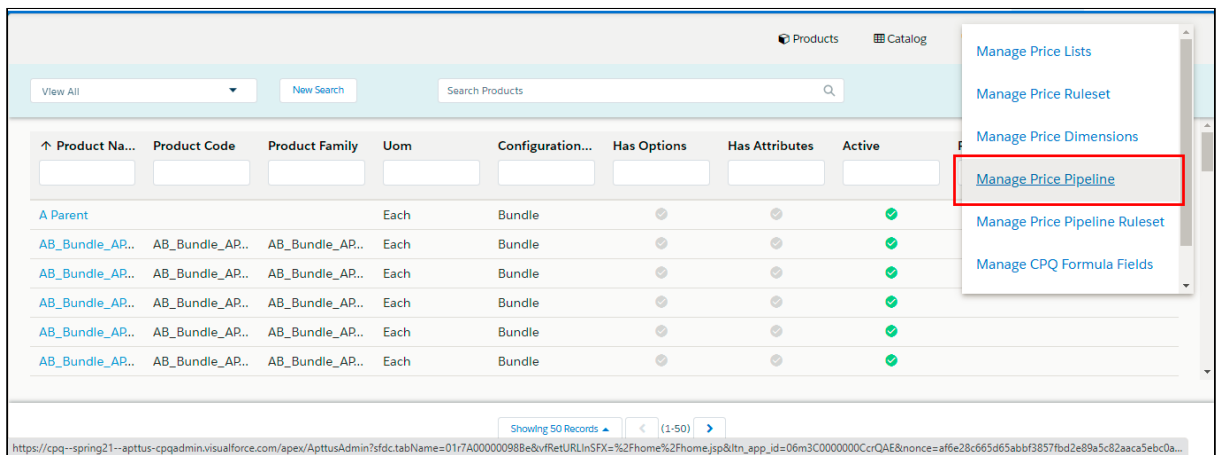 Products Catalog
Manage Price Lists
View All New Search Search Products
Manage Price Ruleset
Manage Price Dimensions
Product Na... Product Code Product Family Uom Configuration... Has Options Has Attributes Active
Manage Price Pipeline
A Parent Each Bundle
Manage Price Pipeline Ruleset
AB_Bundle_AP... AB_Bundle_AP... AB_Bundle_AP... Each Bundle
Manage CPQ Formula Fields
AB_Bundle_AP... AB_Bundle_AP... AB_Bundle_AP... Each Bundle
AB_Bundle_AP... AB_Bundle_AP... AB_Bundle_AP... Each Bundle
AB_Bundle_AP... AB_Bundle_AP... AB_Bundle_AP... Each Bundle
AB_Bundle_AP... AB_Bundle_AP... AB_Bundle_AP... Each Bundle
Showing 50 Records (1-50)
https://cpq--spring21--apttus-cpqadmin.visualforce.com/apex/ApttusAdmin?sfdc.tabName=01r7A00000098Be&vfRetURLInSFX=%2Fhome%2Fhome.jsp&ltn_app_id=06m3C0000000CcrQAE&nonce=af6e28c665d65abbf3857fbd2e89a5c82aaca5ebc0a...